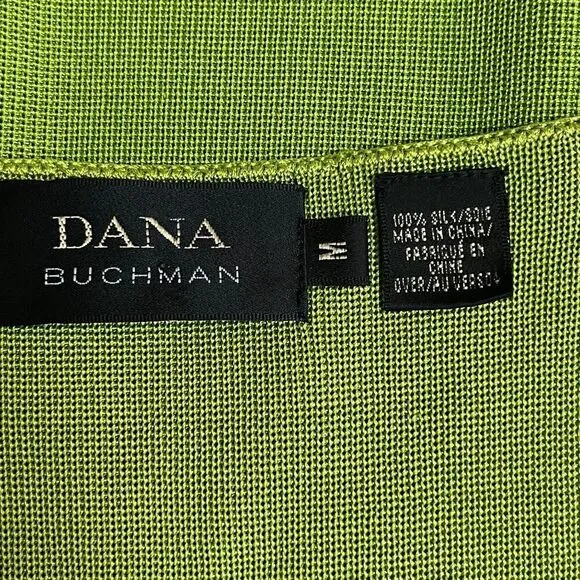 DANA
BUCHMAN
M
100% SILK/SOIE
MADE IN CHINA/
FABRIQUÉ EN
CHINE
OVER/AU VERSO